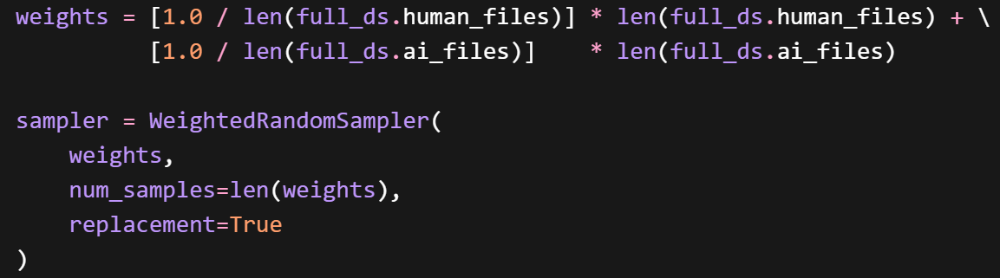 weights = [1.0 / len(full_ds.human_files)] * len(full_ds.human_files) + \
          [1.0 / len(full_ds.ai_files)]    * len(full_ds.ai_files)

sampler = WeightedRandomSampler(
    weights,
    num_samples=len(weights),
    replacement=True
)